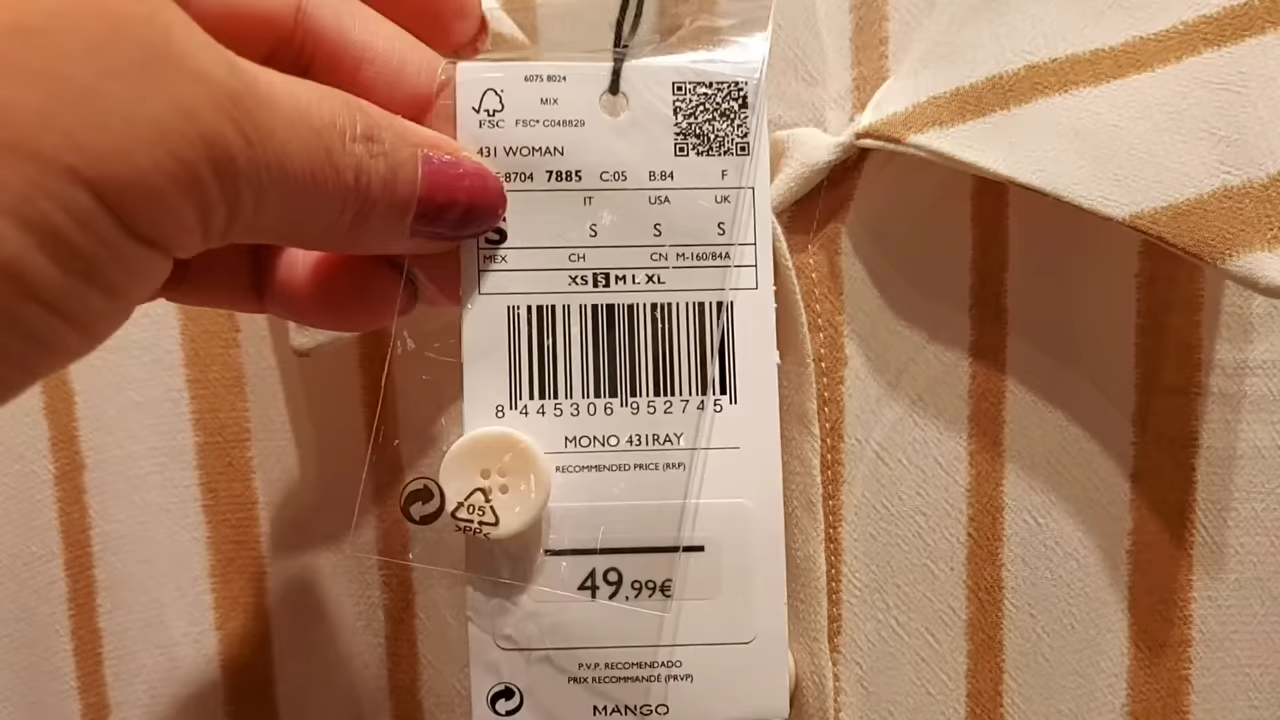 6075 8024
MIX
FSC FSC® C048829
431 WOMAN
8704 7885 C:05 B:84 F
IT USA UK
S S S S
MEX CH CN M-160/84A
XS S M L XL
8 445306 952745
MONO 431RAY
RECOMMENDED PRICE (RRP)
05
>PP<
49,99€
P.V.P. RECOMENDADO
PRIX RECOMMANDÉ (PRVP)
MANGO